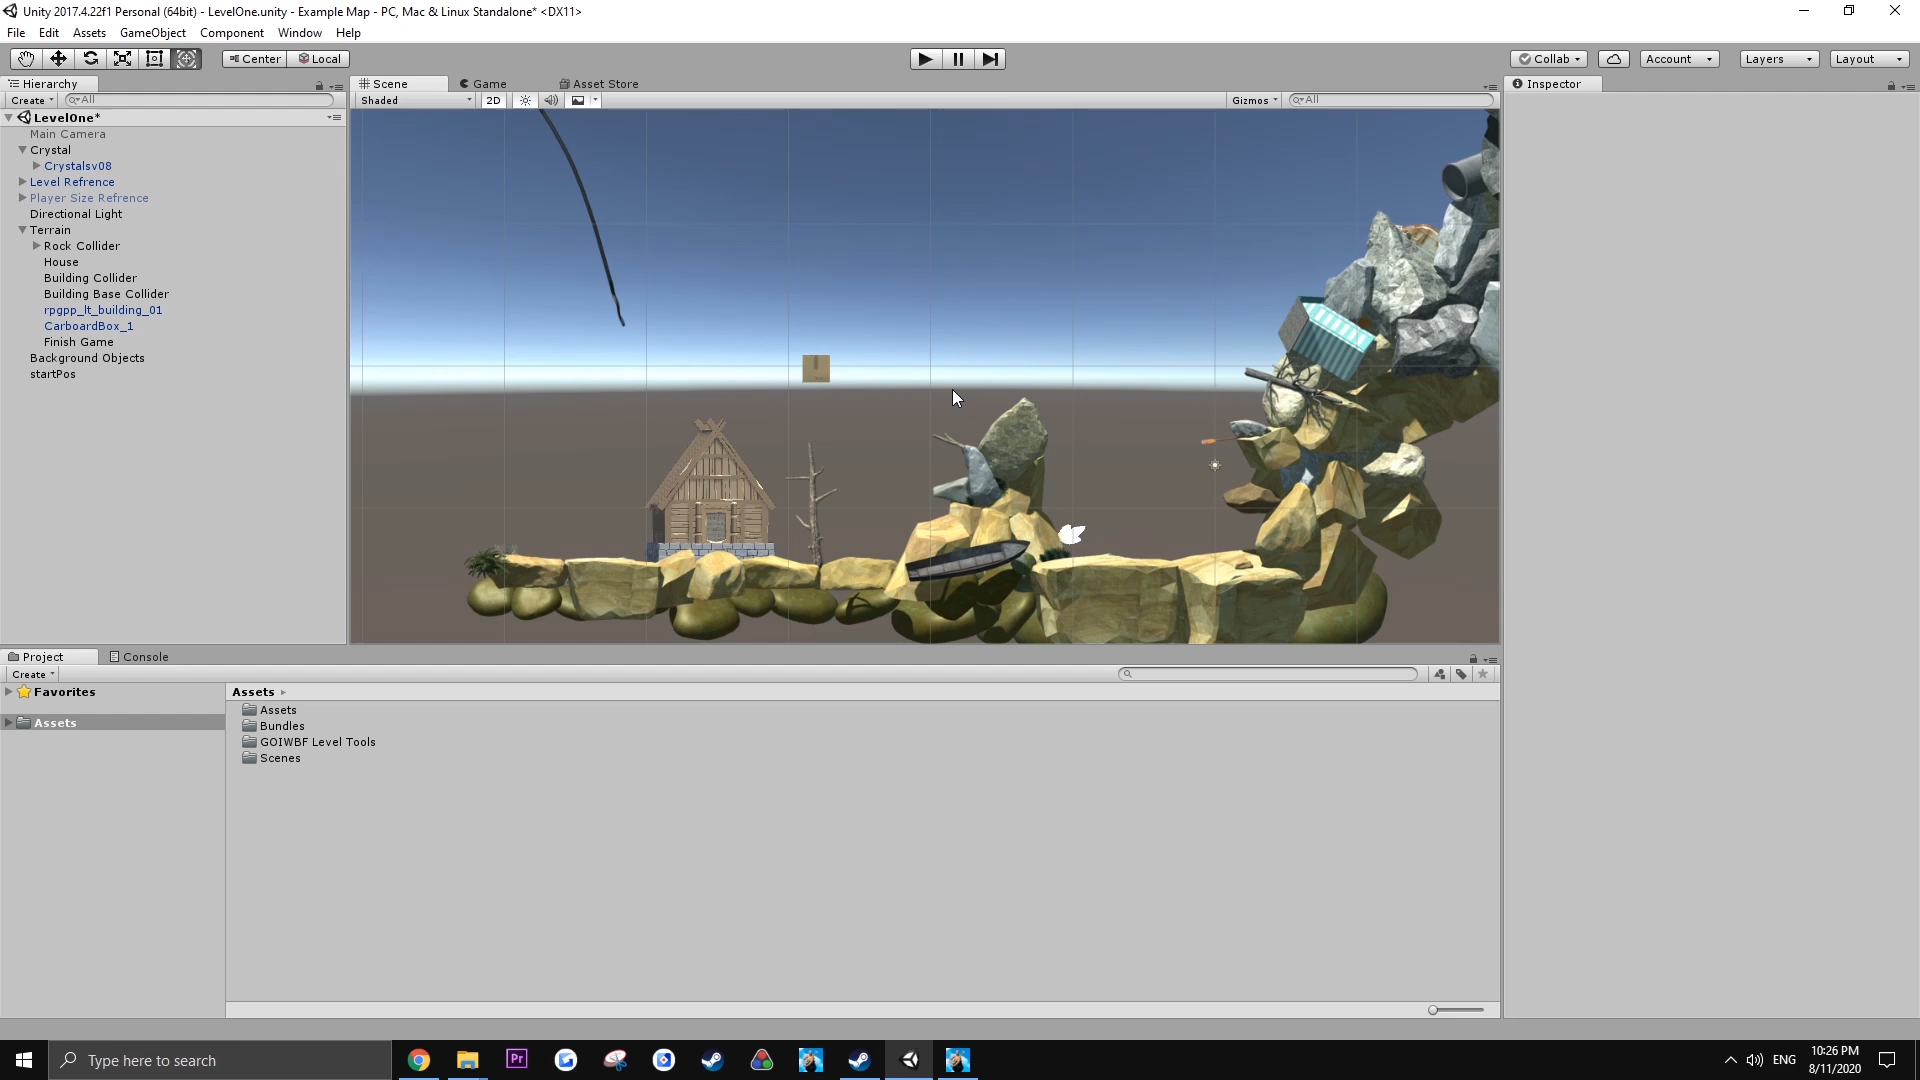 Unity 2017.4.22f1 Personal (64bit) - LevelOne.unity - Example Map - PC, Mac & Linux Standalone* <DX11>
File Edit Assets GameObject Component Window Help
Center Local Collab Account Layers Layout
Hierarchy Scene Game Asset Store Inspector
Create All Shaded 2D Gizmos All
LevelOne*
Main Camera
Crystal
Crystalsv08
Level Refrence
Player Size Refrence
Directional Light
Terrain
Rock Collider
House
Building Collider
Building Base Collider
rpgpp_lt_building_01
CarboardBox_1
Finish Game
Background Objects
startPos
Project Console
Create
Favorites
Assets
Assets
Assets
Bundles
GOIWBF Level Tools
Scenes
Type here to search
Pr
ENG
10:26 PM
8/11/2020